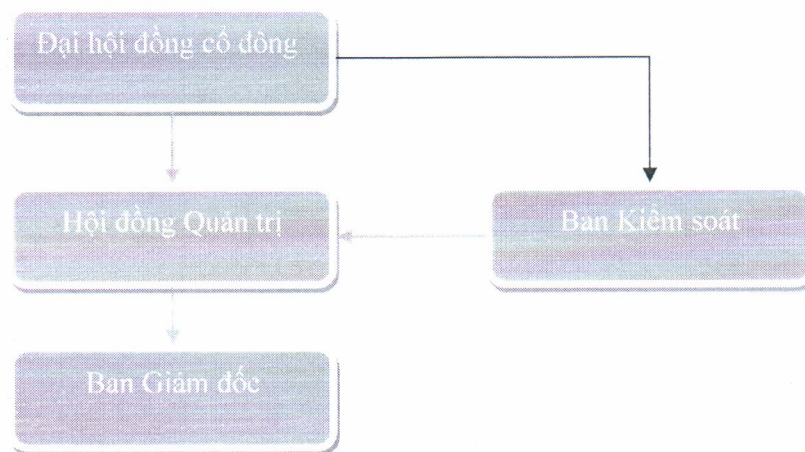 Đại hội đồng cổ đông
Hội đồng Quản trị
Ban Kiểm soát
Ban Giám đốc